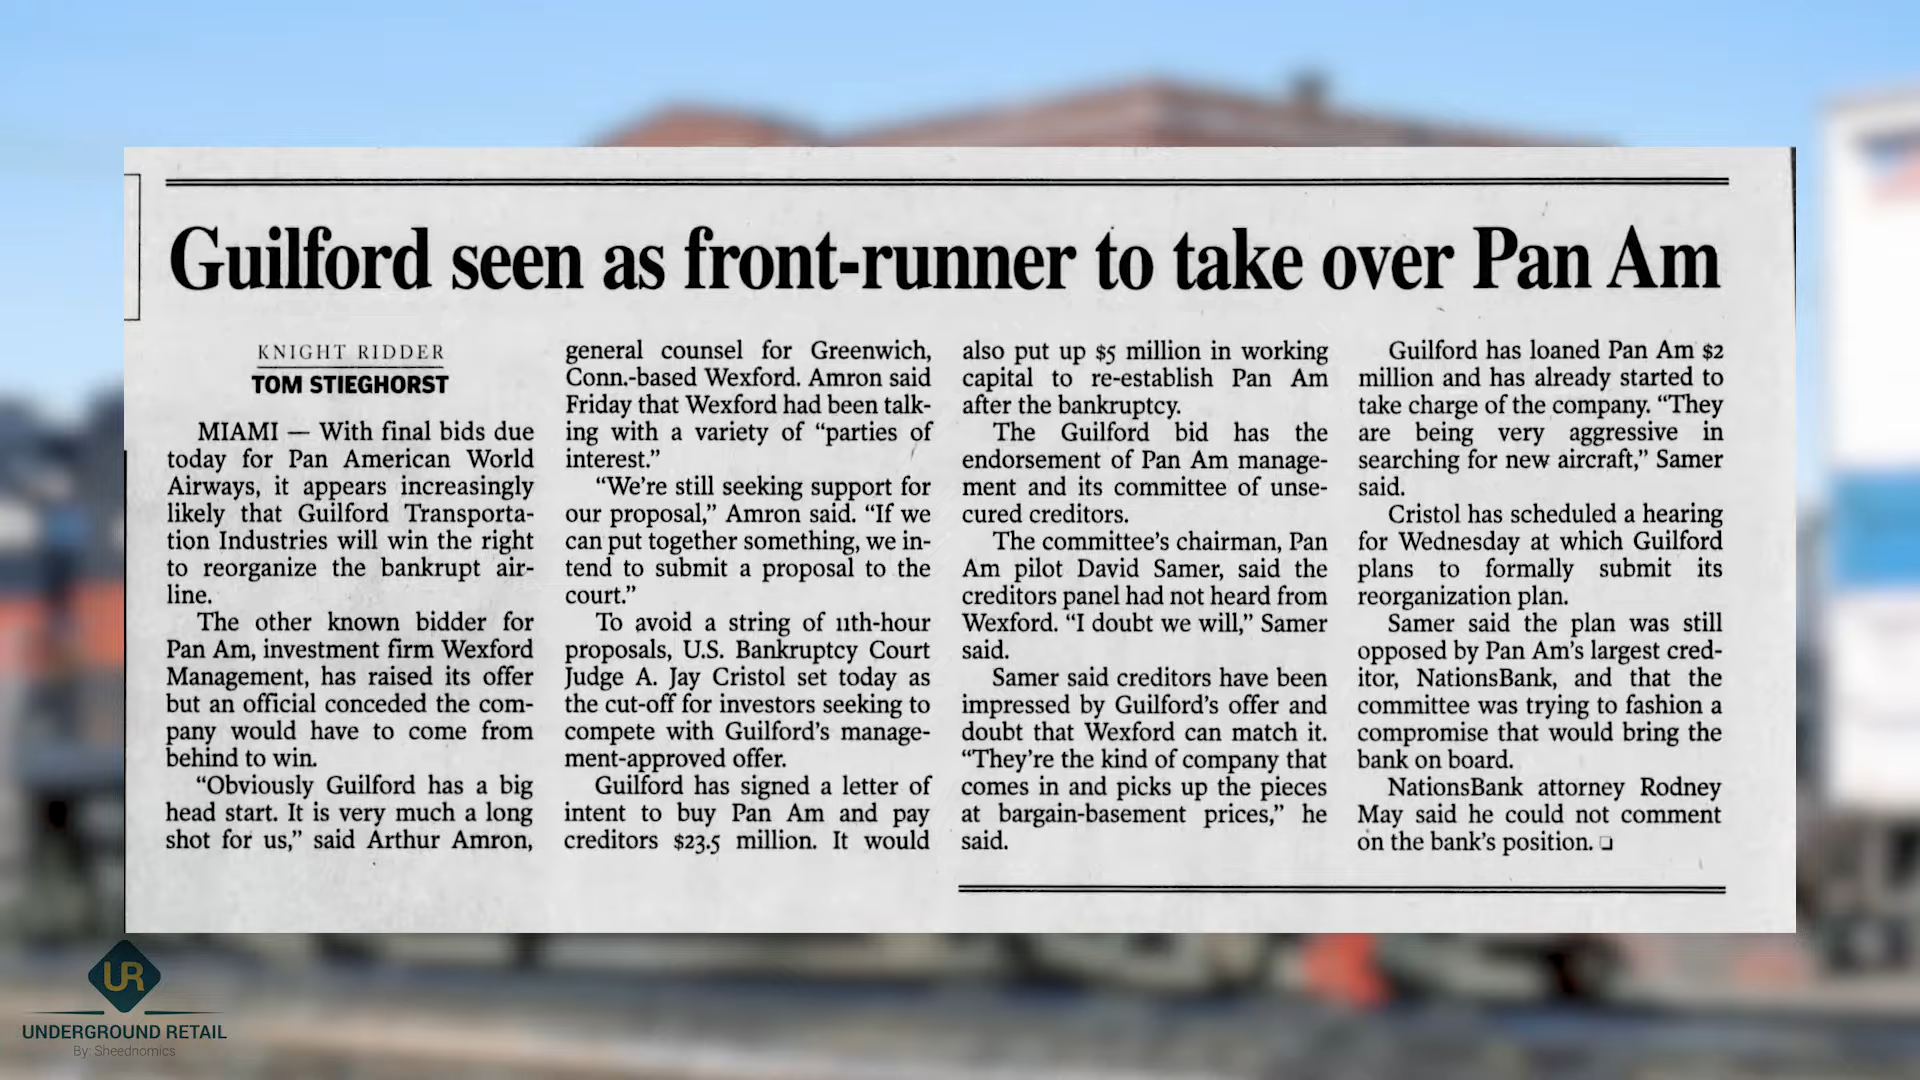 Guilford seen as front-runner to take over Pan Am
KNIGHT RIDDER
TOM STIEGHORST
MIAMI — With final bids due
today for Pan American World
Airways, it appears increasingly
likely that Guilford Transporta-
tion Industries will win the right
to reorganize the bankrupt air-
line.
The other known bidder for
Pan Am, investment firm Wexford
Management, has raised its offer
but an official conceded the com-
pany would have to come from
behind to win.
“Obviously Guilford has a big
head start. It is very much a long
shot for us,” said Arthur Amron,
general counsel for Greenwich,
Conn.-based Wexford. Amron said
Friday that Wexford had been talk-
ing with a variety of “parties of
interest.”
“We’re still seeking support for
our proposal,” Amron said. “If we
can put together something, we in-
tend to submit a proposal to the
court.”
To avoid a string of 11th-hour
proposals, U.S. Bankruptcy Court
Judge A. Jay Cristol set today as
the cut-off for investors seeking to
compete with Guilford’s manage-
ment-approved offer.
Guilford has signed a letter of
intent to buy Pan Am and pay
creditors $23.5 million. It would
also put up $5 million in working
capital to re-establish Pan Am
after the bankruptcy.
The Guilford bid has the
endorsement of Pan Am manage-
ment and its committee of unse-
cured creditors.
The committee’s chairman, Pan
Am pilot David Samer, said the
creditors panel had not heard from
Wexford. “I doubt we will,” Samer
said.
Samer said creditors have been
impressed by Guilford’s offer and
doubt that Wexford can match it.
“They’re the kind of company that
comes in and picks up the pieces
at bargain-basement prices,” he
said.
Guilford has loaned Pan Am $2
million and has already started to
take charge of the company. “They
are being very aggressive in
searching for new aircraft,” Samer
said.
Cristol has scheduled a hearing
for Wednesday at which Guilford
plans to formally submit its
reorganization plan.
Samer said the plan was still
opposed by Pan Am’s largest cred-
itor, NationsBank, and that the
committee was trying to fashion a
compromise that would bring the
bank on board.
NationsBank attorney Rodney
May said he could not comment
on the bank’s position.
UR
UNDERGROUND RETAIL
By: Sheednomics